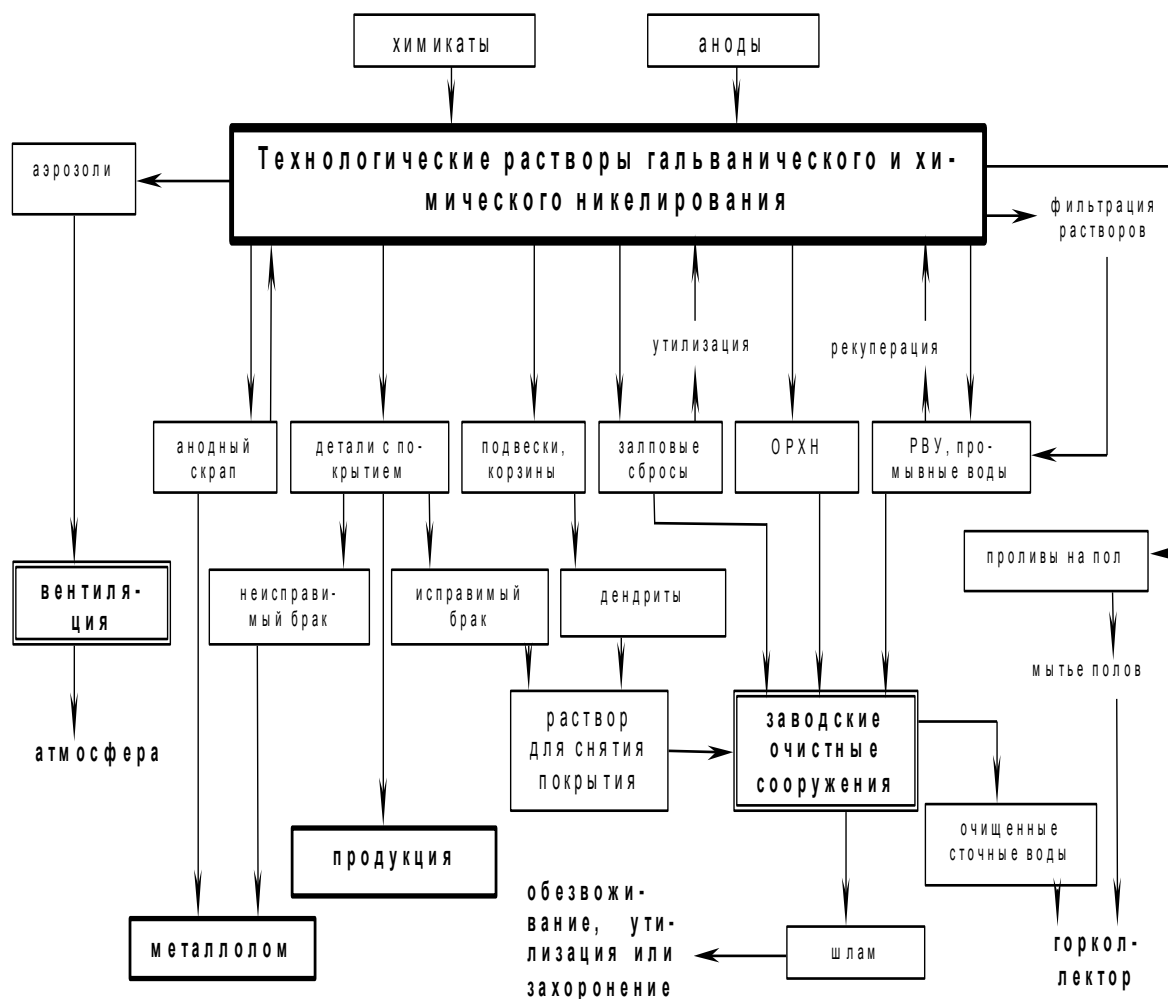 химикаты
аноды
Технологические растворы гальванического и хи-
мического никелирования
аэрозоли
фильтрация
растворов
утилизация
рекуперация
анодный
скрап
детали с по-
крытием
подвески,
корзины
залповые
сбросы
ОРХН
РВУ, про-
мывные воды
проливы на пол
вентиля-
ция
неисправи-
мый брак
исправимый
брак
дендриты
мытье полов
атмосфера
раствор
для снятия
покрытия
заводские
очистные
сооружения
очищенные
сточные воды
продукция
обезвожи-
вание, ути-
лизация или
захоронение
металлолом
шлам
горкол-
лектор